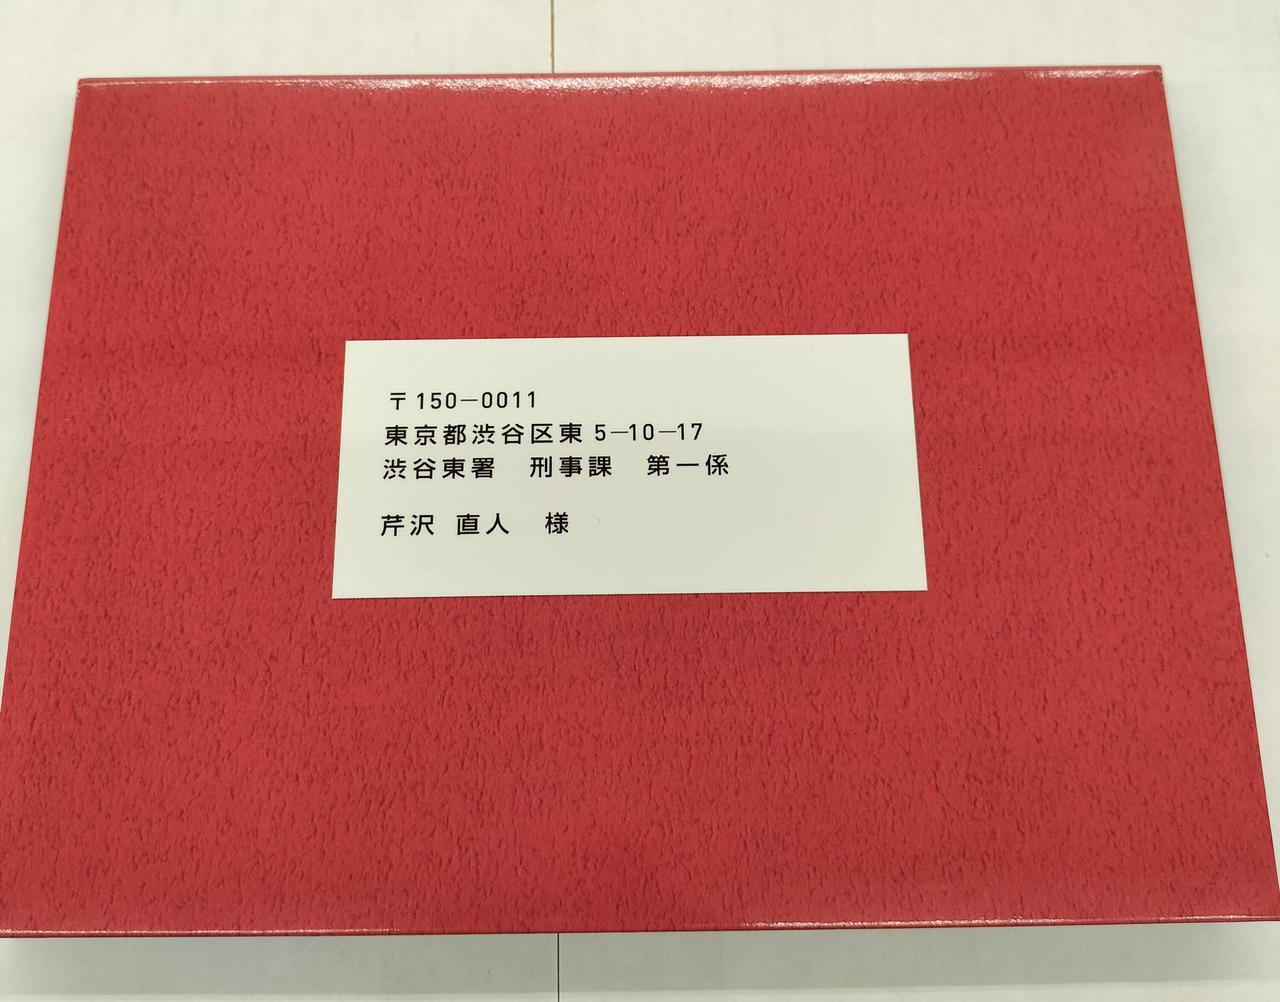 〒150－0011
東京都渋谷区東 5－10－17
渋谷東署　刑事課　第一係
芹沢 直人　様